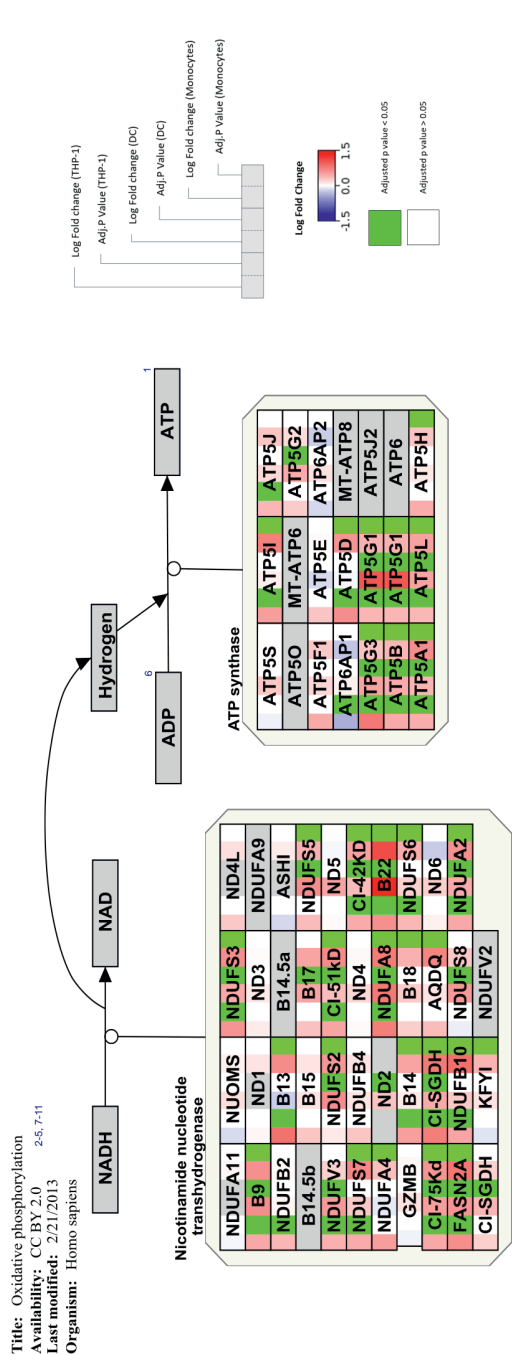 Title: Oxidative phosphorylation
Availability: CC BY 2.0
Last modified: 2/21/2013
Organism: Homo sapiens
2-5, 7-11
NADH
NAD
Hydrogen
ADP
6
ATP
1
Nicotinamide nucleotide
transhydrogenase
NDUFA11 NUOMS NDUFS3 ND4L
B9 ND1 ND3 NDUFA9
NDUFB2 B13 B14.5a ASHI
B14.5b B15 B17 NDUFS5
NDUFV3 NDUFS2 CI-51kD ND5
NDUFS7 NDUFB4 ND4 CI-42KD
NDUFA4 ND2 NDUFA8 B22
GZMB B14 B18 NDUFS6
CI-75Kd CI-SGDH AQDQ ND6
FASN2A NDUFB10 NDUFS8 NDUFA2
CI-SGDH KFYI NDUFV2
ATP synthase
ATP5S ATP5I ATP5J
ATP5O MT-ATP6 ATP5G2
ATP5F1 ATP5E ATP6AP2
ATP6AP1 ATP5D MT-ATP8
ATP5G3 ATP5G1 ATP5J2
ATP5B ATP5G1 ATP6
ATP5A1 ATP5L ATP5H
Log Fold change (THP-1)
Adj.P Value (THP-1)
Log Fold change (DC)
Adj.P Value (DC)
Log Fold change (Monocytes)
Adj.P Value (Monocytes)
Log Fold Change
-1.5 0.0 1.5
Adjusted p value < 0.05
Adjusted p value > 0.05